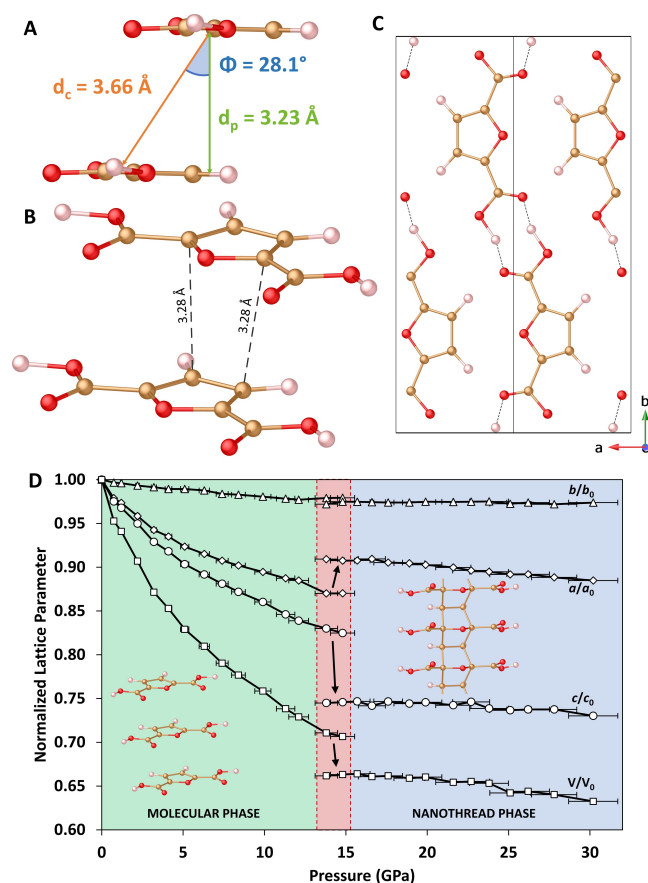 A
Φ = 28.1°
d_c = 3.66 Å
d_p = 3.23 Å
B
3.28 Å
3.28 Å
C
b
a
D
Normalized Lattice Parameter
1.00
0.95
0.90
0.85
0.80
0.75
0.70
0.65
0.60
b/b₀
a/a₀
c/c₀
V/V₀
MOLECULAR PHASE
NANOTHREAD PHASE
0
5
10
15
20
25
30
Pressure (GPa)